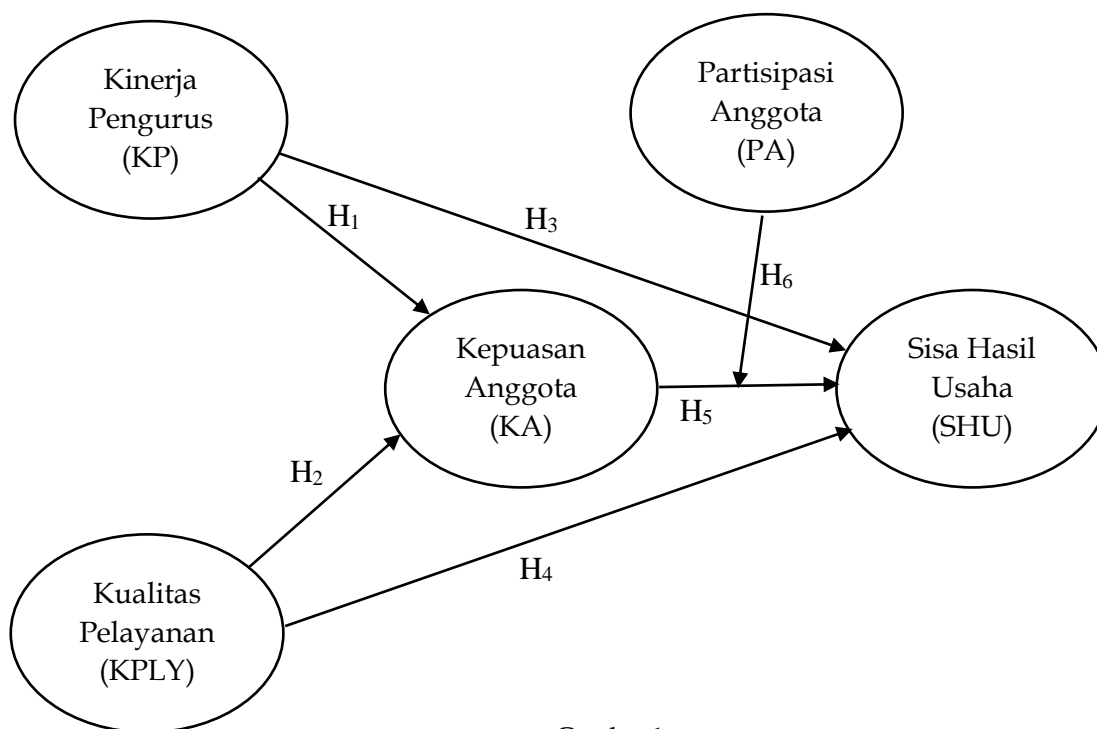 Kinerja
Pengurus
(KP)
Partisipasi
Anggota
(PA)
H₁
H₃
H₆
Kepuasan
Anggota
(KA)
Sisa Hasil
Usaha
(SHU)
H₅
H₂
H₄
Kualitas
Pelayanan
(KPLY)